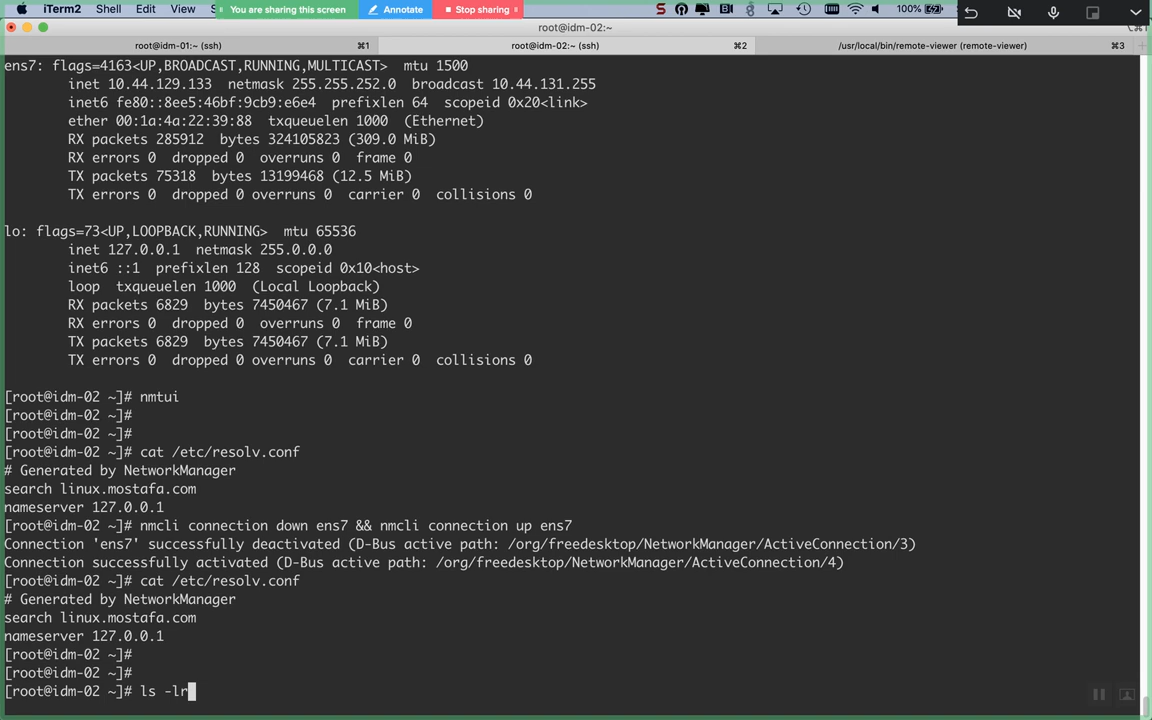 iTerm2 Shell Edit View S You are sharing this screen Annotate Stop sharing 100%
root@idm-02:~ (ssh)
root@idm-01:~ (ssh) ⌘1 root@idm-02:~ (ssh) ⌘2 /usr/local/bin/remote-viewer (remote-viewer) ⌘3
ens7: flags=4163<UP,BROADCAST,RUNNING,MULTICAST>  mtu 1500
        inet 10.44.129.133  netmask 255.255.252.0  broadcast 10.44.131.255
        inet6 fe80::8ee5:46bf:9cb9:e6e4  prefixlen 64  scopeid 0x20<link>
        ether 00:1a:4a:22:39:88  txqueuelen 1000  (Ethernet)
        RX packets 285912  bytes 324105823 (309.0 MiB)
        RX errors 0  dropped 0  overruns 0  frame 0
        TX packets 75318  bytes 13199468 (12.5 MiB)
        TX errors 0  dropped 0 overruns 0  carrier 0  collisions 0
lo: flags=73<UP,LOOPBACK,RUNNING>  mtu 65536
        inet 127.0.0.1  netmask 255.0.0.0
        inet6 ::1  prefixlen 128  scopeid 0x10<host>
        loop  txqueuelen 1000  (Local Loopback)
        RX packets 6829  bytes 7450467 (7.1 MiB)
        RX errors 0  dropped 0  overruns 0  frame 0
        TX packets 6829  bytes 7450467 (7.1 MiB)
        TX errors 0  dropped 0 overruns 0  carrier 0  collisions 0
[root@idm-02 ~]# nmtui
[root@idm-02 ~]#
[root@idm-02 ~]#
[root@idm-02 ~]# cat /etc/resolv.conf
# Generated by NetworkManager
search linux.mostafa.com
nameserver 127.0.0.1
[root@idm-02 ~]# nmcli connection down ens7 && nmcli connection up ens7
Connection 'ens7' successfully deactivated (D-Bus active path: /org/freedesktop/NetworkManager/ActiveConnection/3)
Connection successfully activated (D-Bus active path: /org/freedesktop/NetworkManager/ActiveConnection/4)
[root@idm-02 ~]# cat /etc/resolv.conf
# Generated by NetworkManager
search linux.mostafa.com
nameserver 127.0.0.1
[root@idm-02 ~]#
[root@idm-02 ~]#
[root@idm-02 ~]# ls -lr